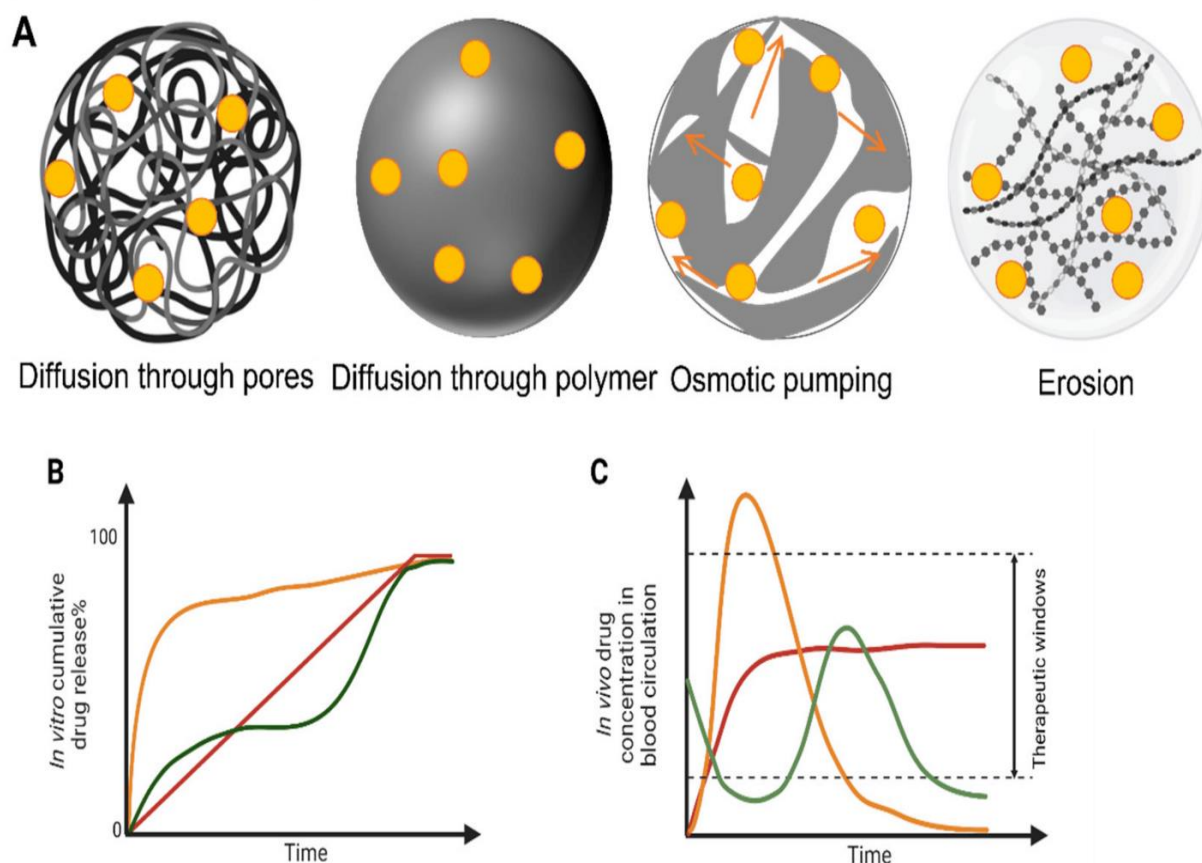 A
Diffusion through pores
Diffusion through polymer
Osmotic pumping
Erosion
B
100
0
In vitro cumulative
drug release%
Time
C
In vivo drug
concentration in
blood circulation
Therapeutic windows
Time